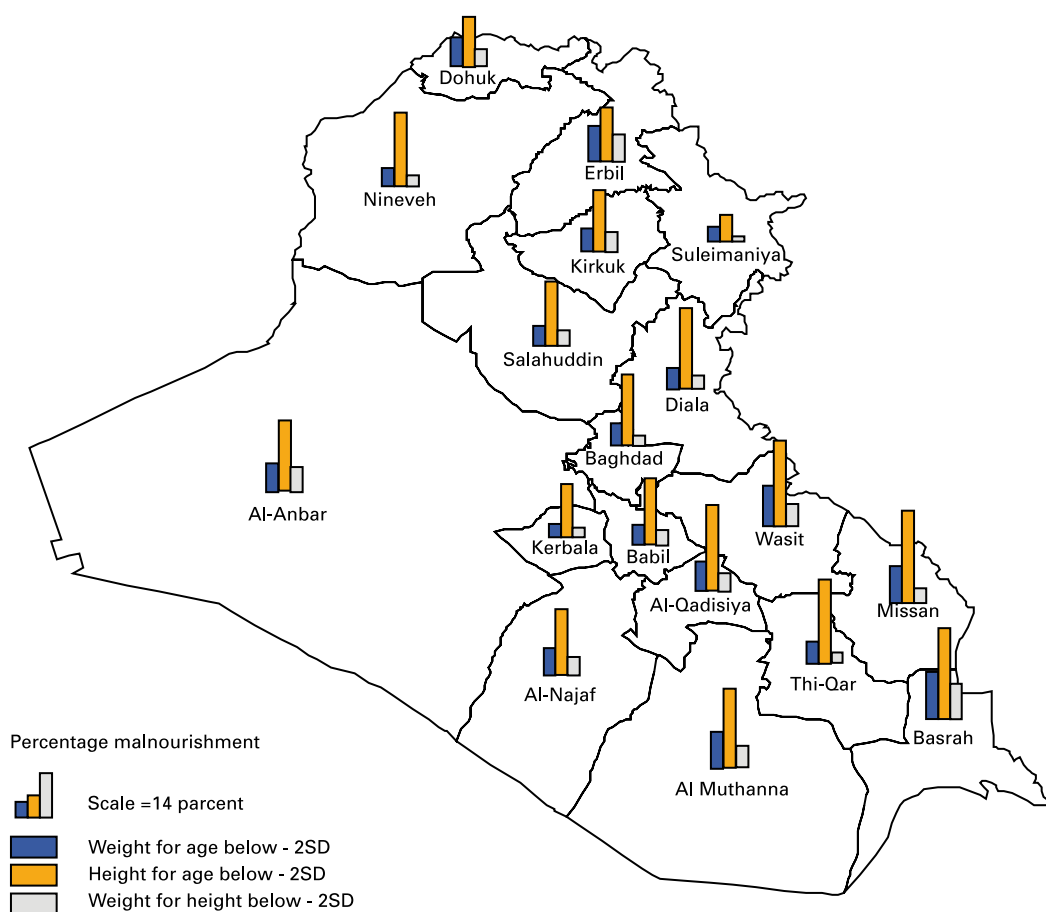 Dohuk
Erbil
Nineveh
Suleimaniya
Kirkuk
Salahuddin
Diala
Baghdad
Al-Anbar
Wasit
Kerbala
Babil
Al-Qadisiya
Missan
Thi-Qar
Al-Najaf
Basrah
Al Muthanna
Percentage malnourishment
Scale =14 parcent
Weight for age below - 2SD
Height for age below - 2SD
Weight for height below - 2SD